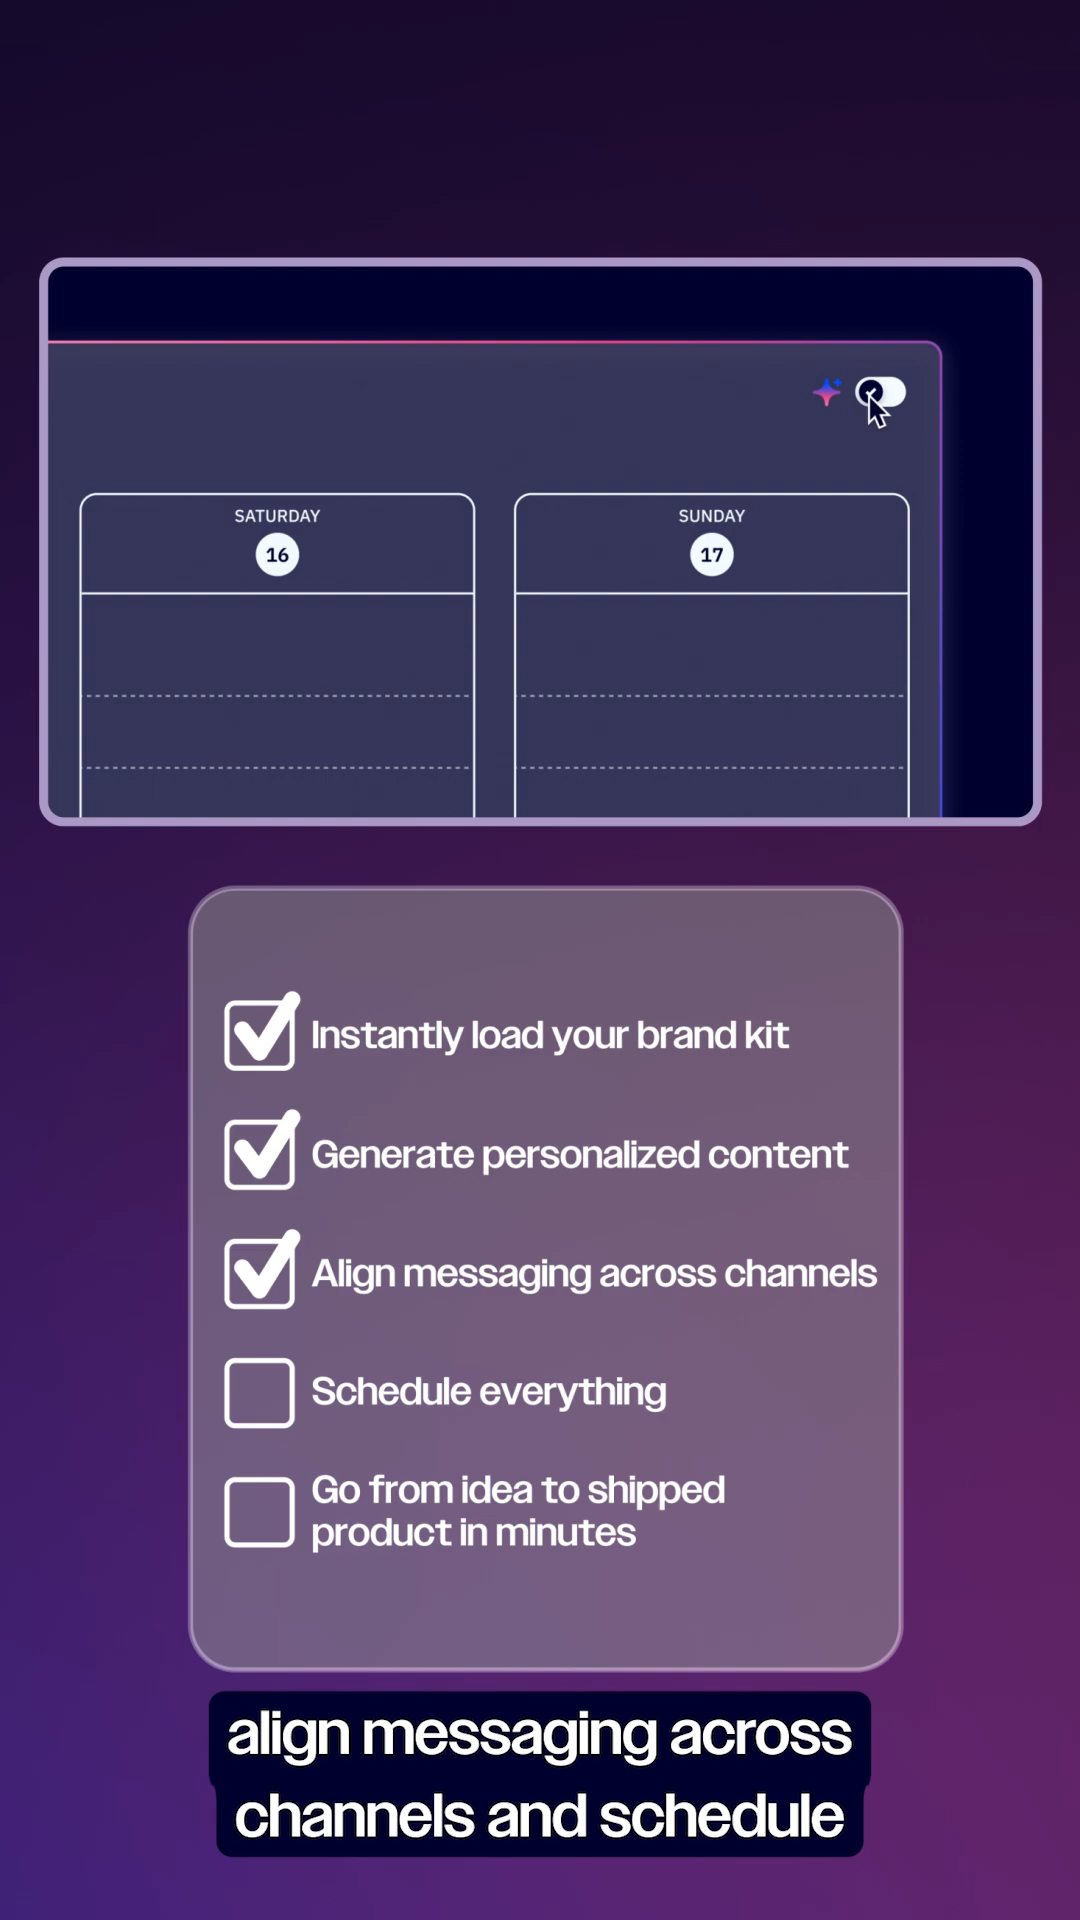 SATURDAY
16
SUNDAY
17
Instantly load your brand kit
Generate personalized content
Align messaging across channels
Schedule everything
Go from idea to shipped
product in minutes
align messaging across
channels and schedule